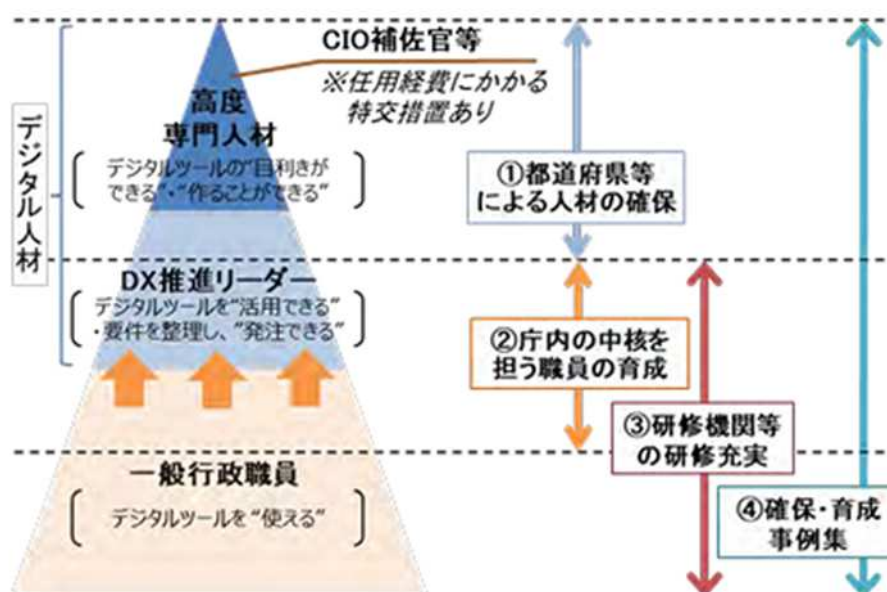 CIO補佐官等
※任用経費にかかる
特交措置あり
デジタル人材
高度
専門人材
デジタルツールの“目利きが
できる”・“作ることができる”
①都道府県等
による人材の確保
DX推進リーダー
デジタルツールを“活用できる”
・要件を整理し、“発注できる”
②庁内の中核を
担う職員の育成
③研修機関等
の研修充実
一般行政職員
デジタルツールを“使える”
④確保・育成
事例集